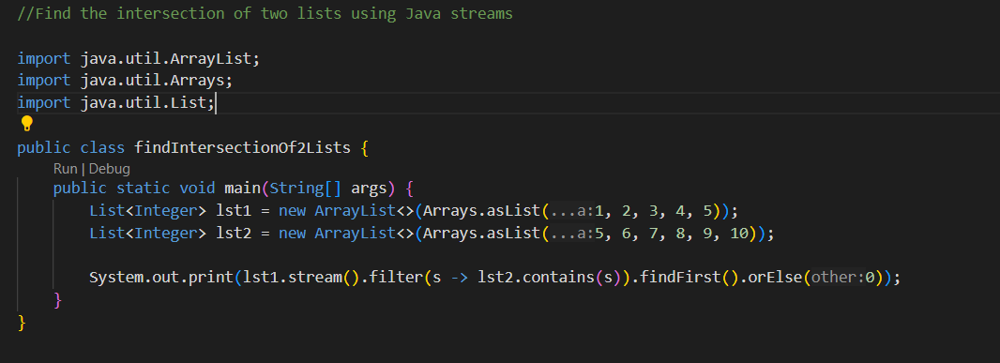 //Find the intersection of two lists using Java streams
import java.util.ArrayList;
import java.util.Arrays;
import java.util.List;
public class findIntersectionOf2Lists {
Run | Debug
public static void main(String[] args) {
List<Integer> lst1 = new ArrayList<>(Arrays.asList(...a:1, 2, 3, 4, 5));
List<Integer> lst2 = new ArrayList<>(Arrays.asList(...a:5, 6, 7, 8, 9, 10));
System.out.print(lst1.stream().filter(s -> lst2.contains(s)).findFirst().orElse(other:0));
}
}